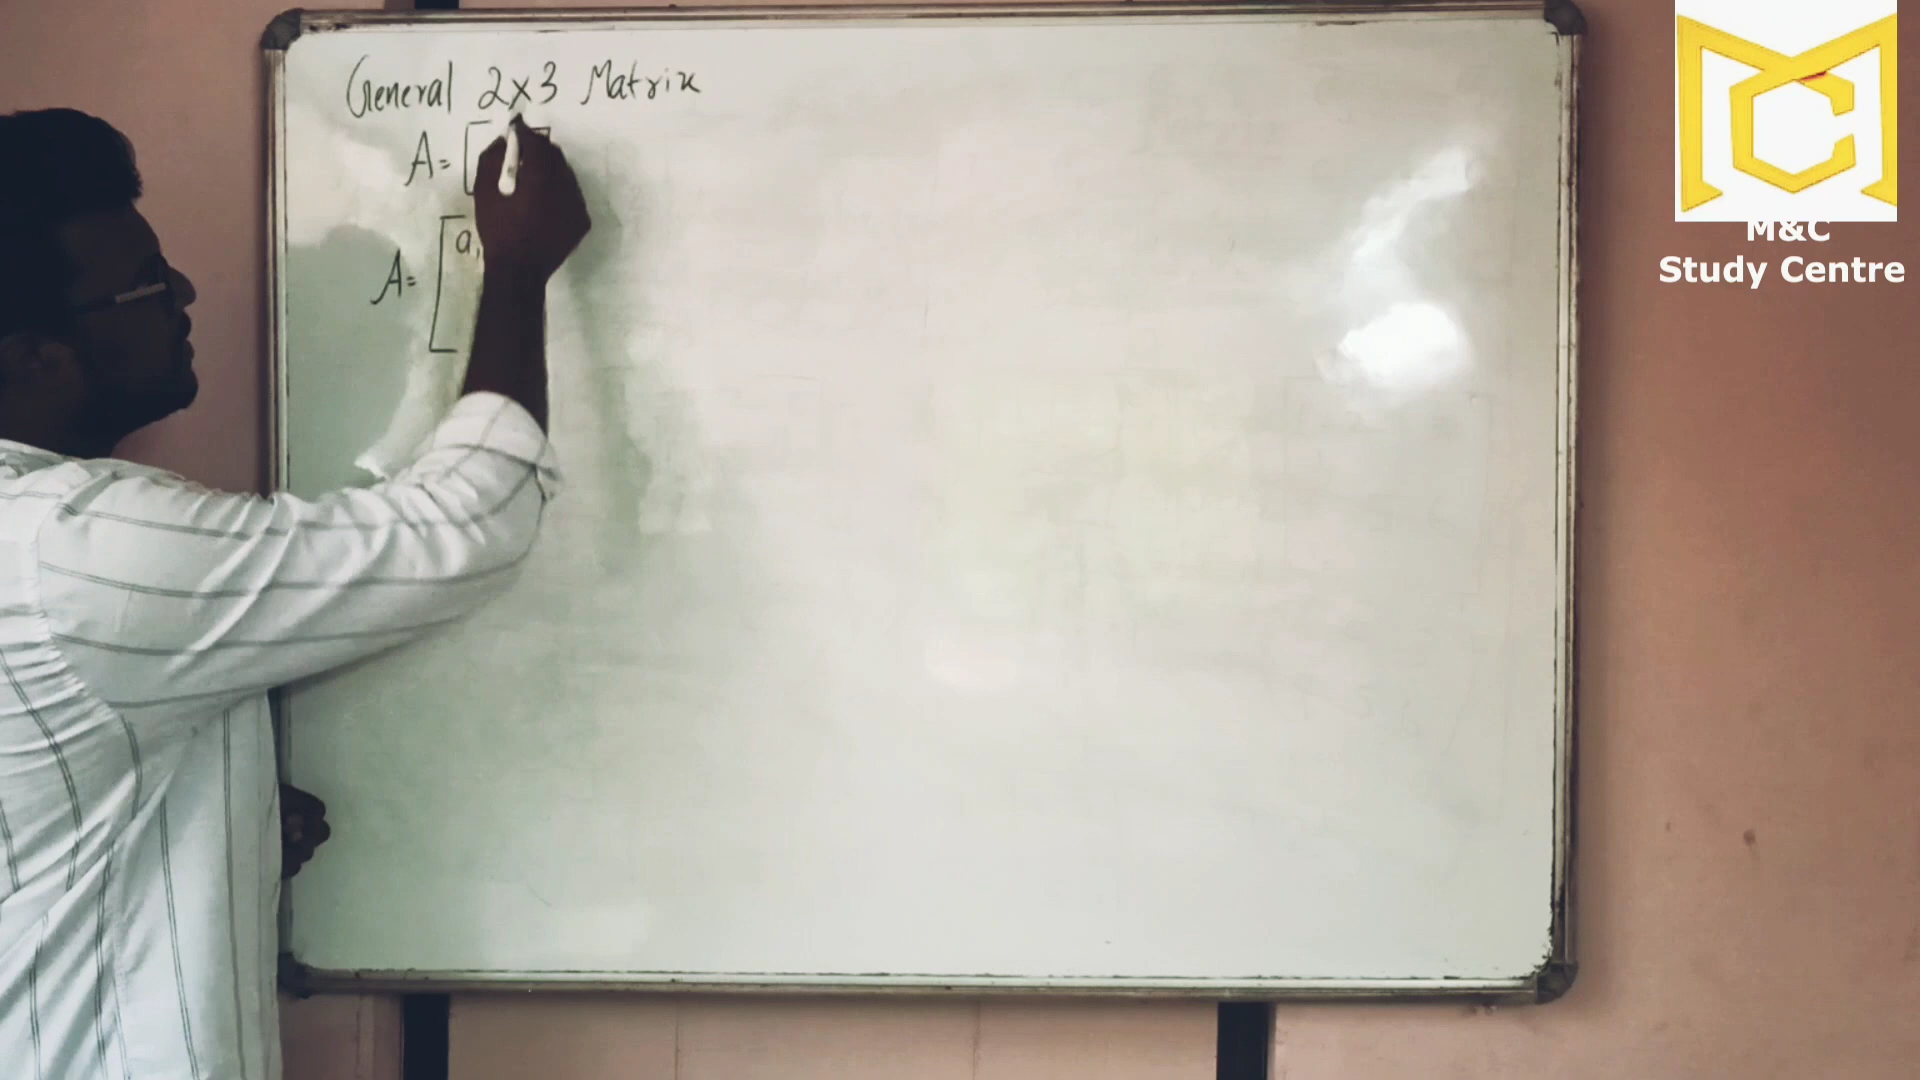 General 2x3 Matrix
A= [
A= [ a,
M&C
Study Centre